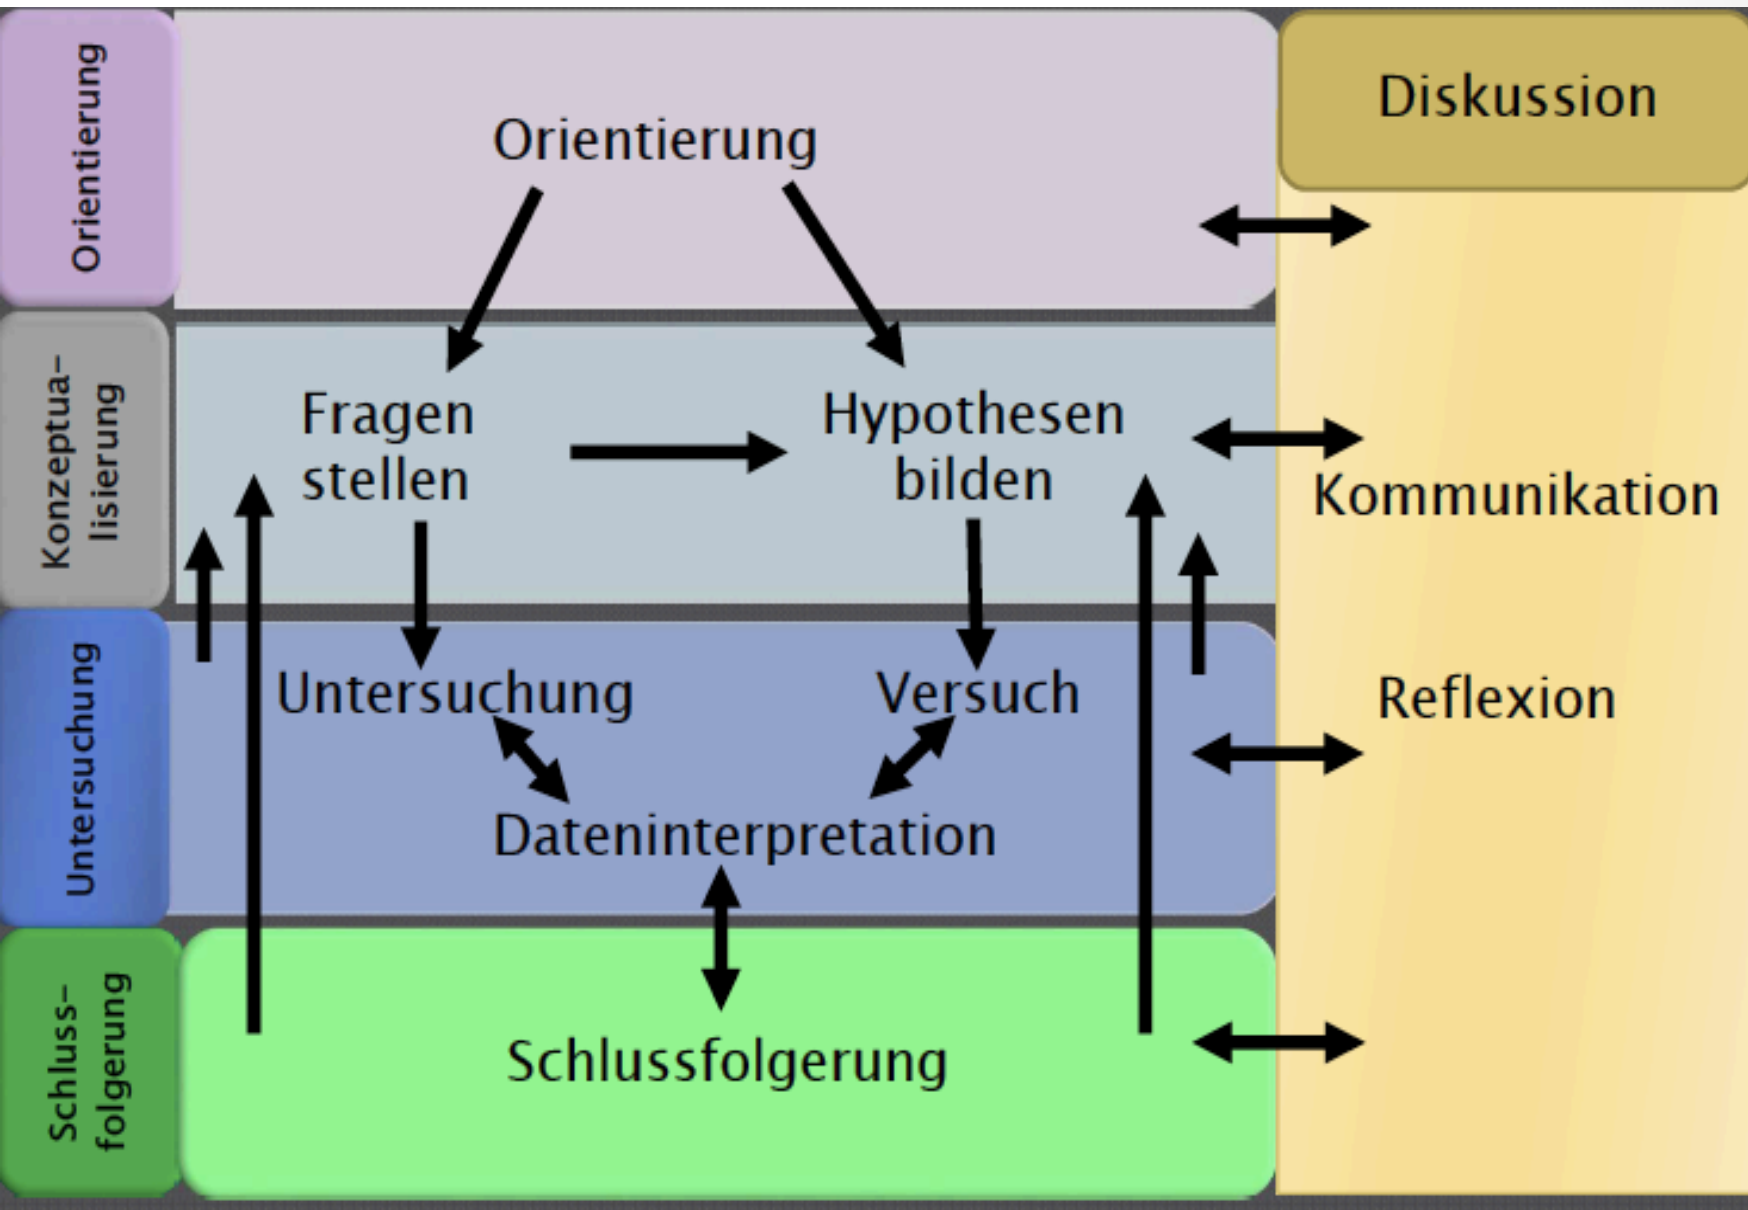 Orientierung
Orientierung
Diskussion
Konzeptua-
lisierung
Fragen
stellen
Hypothesen
bilden
Kommunikation
Untersuchung
Untersuchung
Versuch
Dateninterpretation
Reflexion
Schluss-
folgerung
Schlussfolgerung